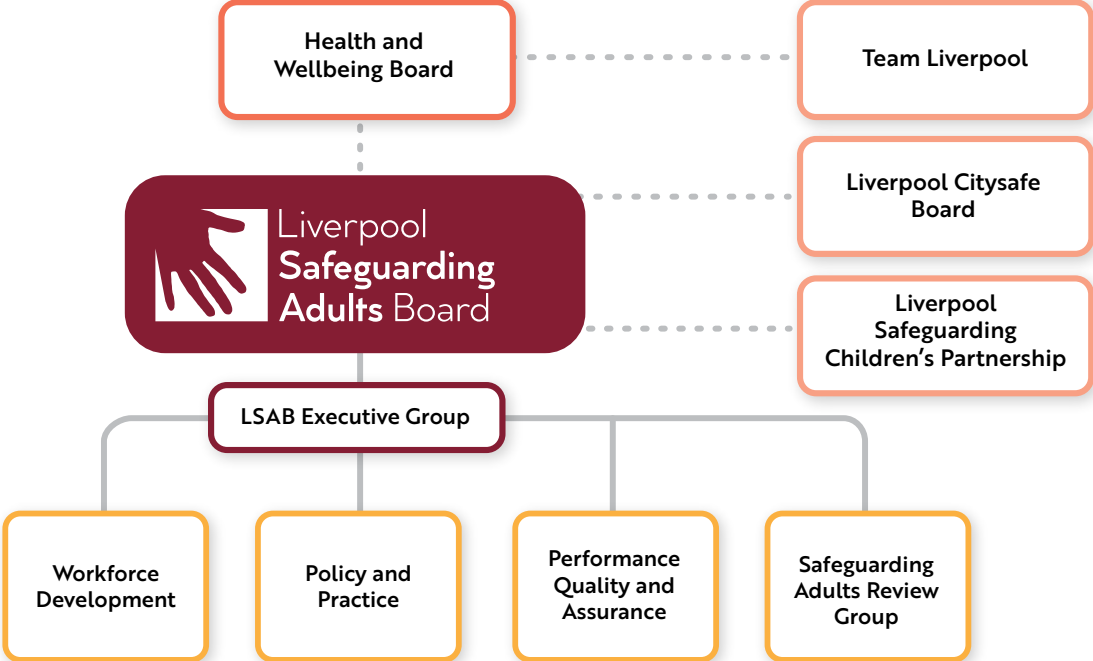 Health and
Wellbeing Board
Team Liverpool
Liverpool Citysafe
Board
Liverpool
Safeguarding
Adults Board
Liverpool
Safeguarding
Children’s Partnership
LSAB Executive Group
Workforce
Development
Policy and
Practice
Performance
Quality and
Assurance
Safeguarding
Adults Review
Group